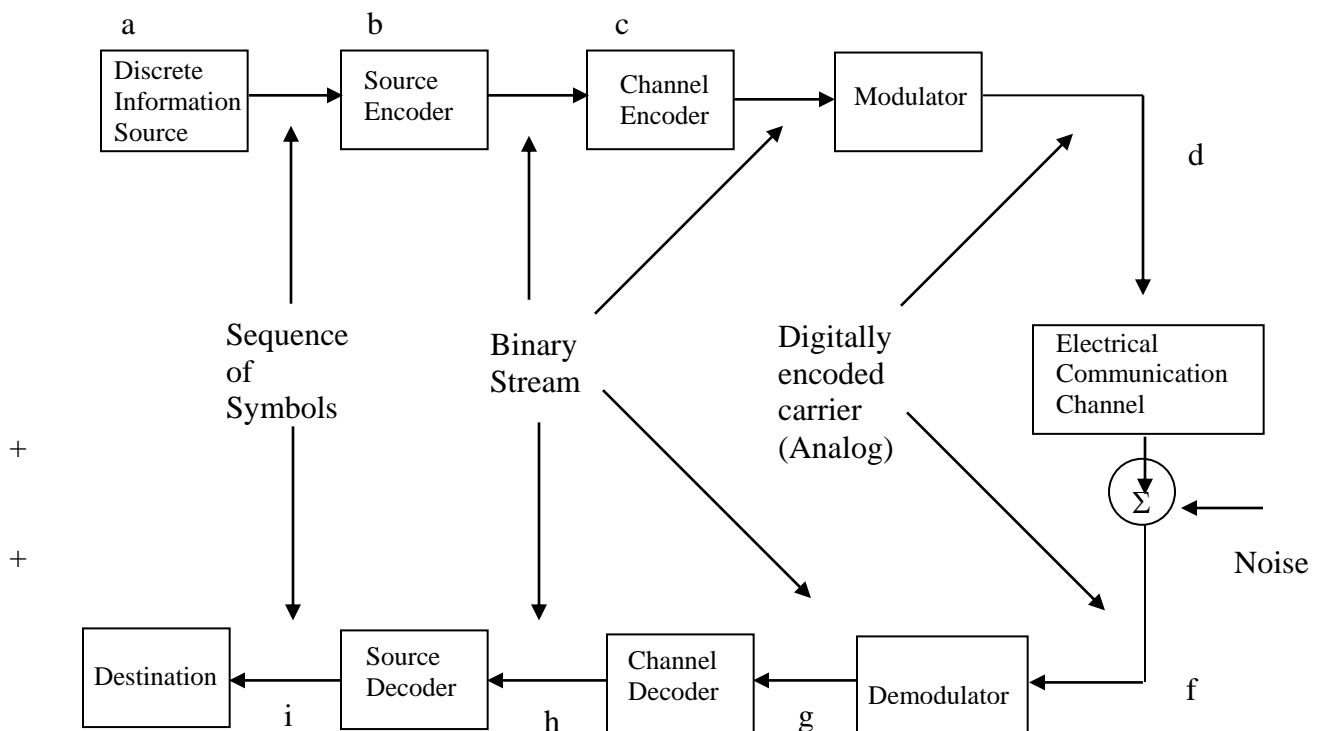 a
b
c
Discrete
Information
Source
Source
Encoder
Channel
Encoder
Modulator
d
Sequence
of
Symbols
Binary
Stream
Digitally
encoded
carrier
(Analog)
Electrical
Communication
Channel
+
Σ
+
Noise
Destination
Source
Decoder
Channel
Decoder
Demodulator
f
i
h
g